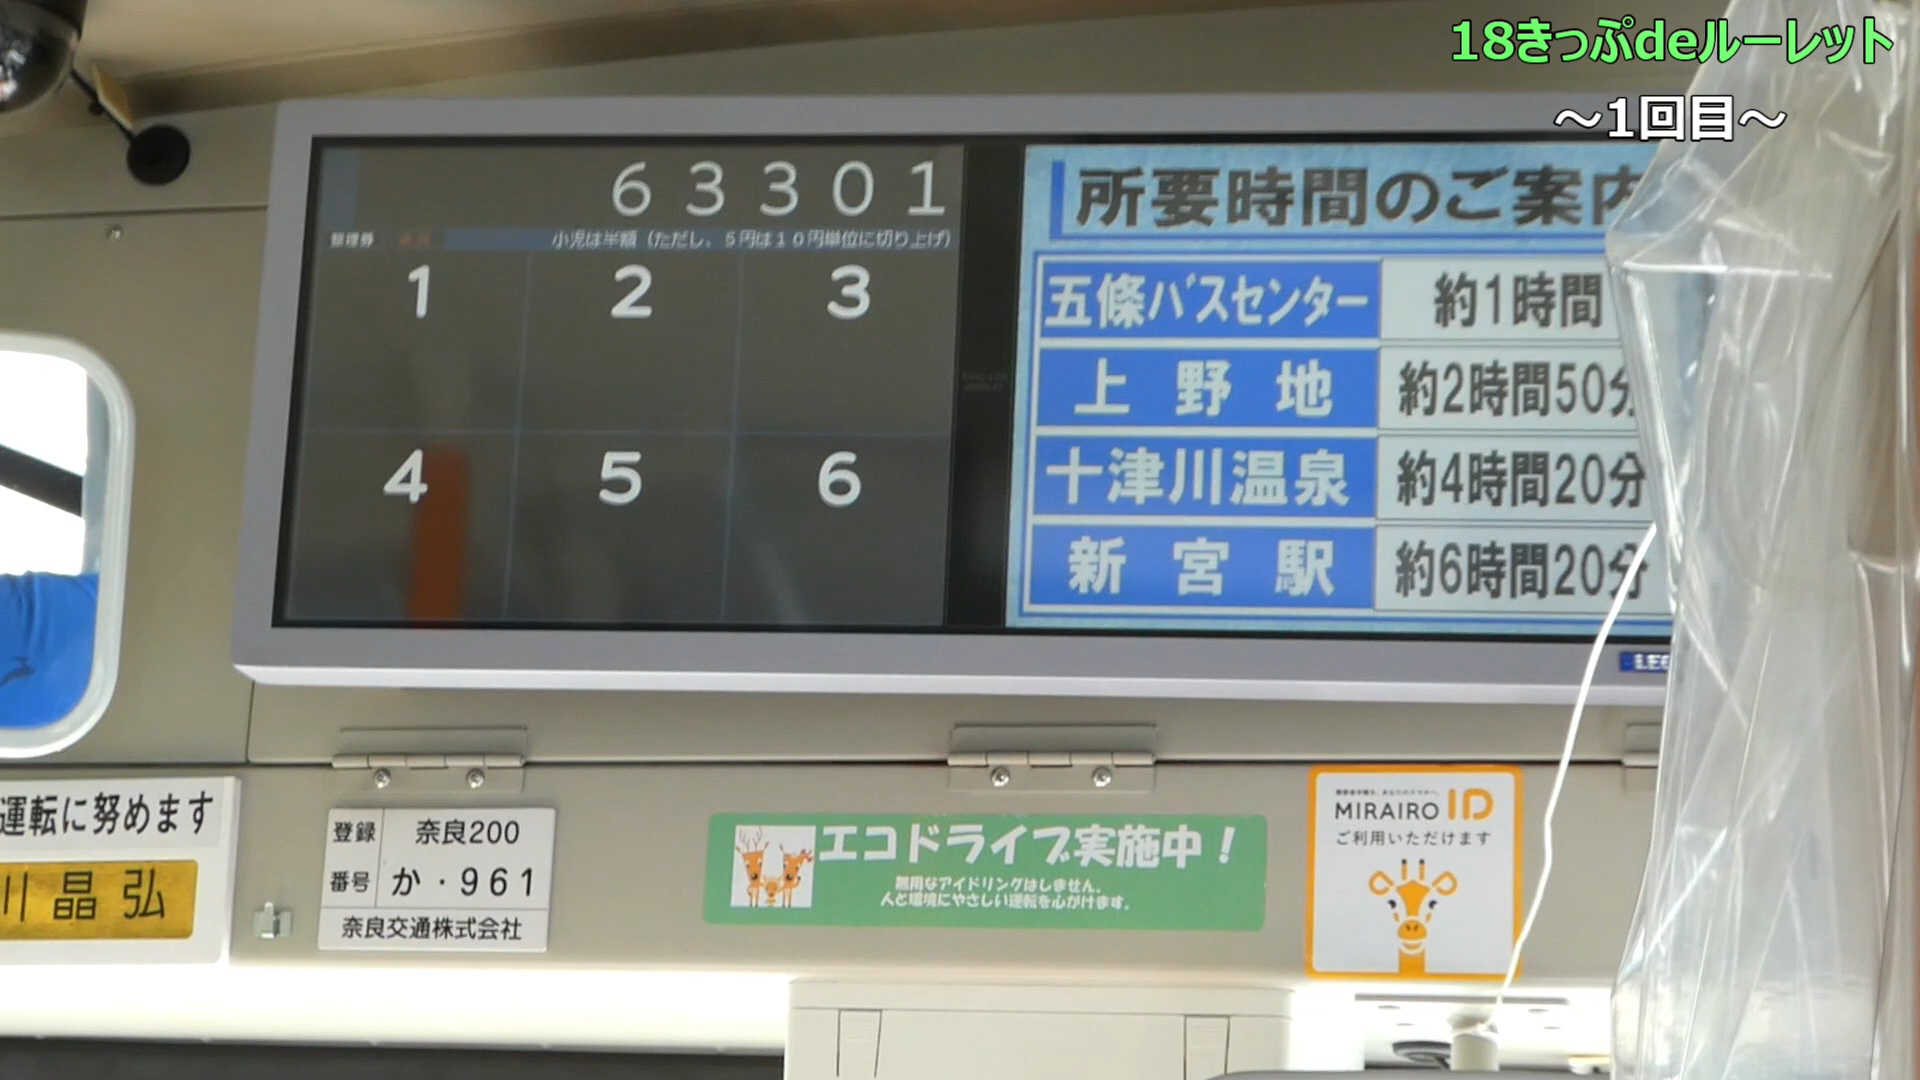 18きっぷdeルーレット
～1回目～
63301
整理券
小児は半額（ただし、５円は１０円単位に切り上げ）
1 2 3
4 5 6
所要時間のご案内
五條バスセンター 約1時間
上野地 約2時間50分
十津川温泉 約4時間20分
新宮駅 約6時間20分
運転に努めます
川晶弘
登録番号 奈良200
か・961
奈良交通株式会社
エコドライブ実施中！
無用なアイドリングはしません。
人と環境にやさしい運転を心がけます。
MIRAIRO ID
ご利用いただけます